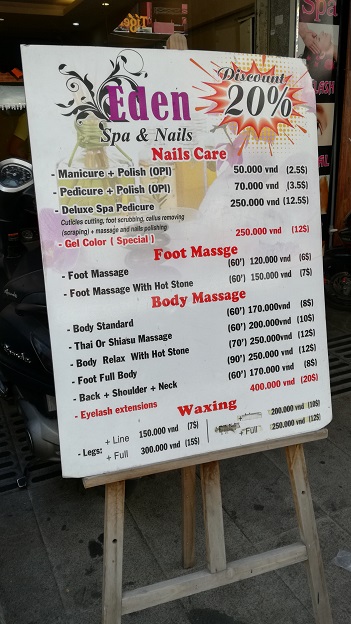 Spa
Discount
20%
Eden
Spa & Nails
Nails Care
- Manicure + Polish (OPI) 50.000 vnd (2.5$)
- Pedicure + Polish (OPI) 70.000 vnd (3.5$)
- Deluxe Spa Pedicure 250.000 vnd (12.5$)
Cuticles cutting, foot scrubbing, callus removing
(scraping) + massage and nails polishing
- Gel Color ( Special ) 250.000 vnd (12$)
Foot Massge
- Foot Massage (60') 120.000 vnd (6$)
- Foot Massage With Hot Stone (60') 150.000 vnd (7$)
Body Massage
- Body Standard (60') 170.000vnd (8$)
- Thai Or Shiasu Massage (60') 200.000 vnd (10$)
- Body Relax With Hot Stone (70') 250.000 vnd (12$)
- Foot Full Body (90') 250.000 vnd (12$)
- Back + Shoulder + Neck (60') 170.000 vnd (8$)
- Eyelash extensions 400.000 vnd (20$)
Waxing
- Legs: + Line 150.000 vnd (7$) 200.000 vnd (10$)
+ Full 300.000 vnd (15$) +Full 250.000 vnd (12$)